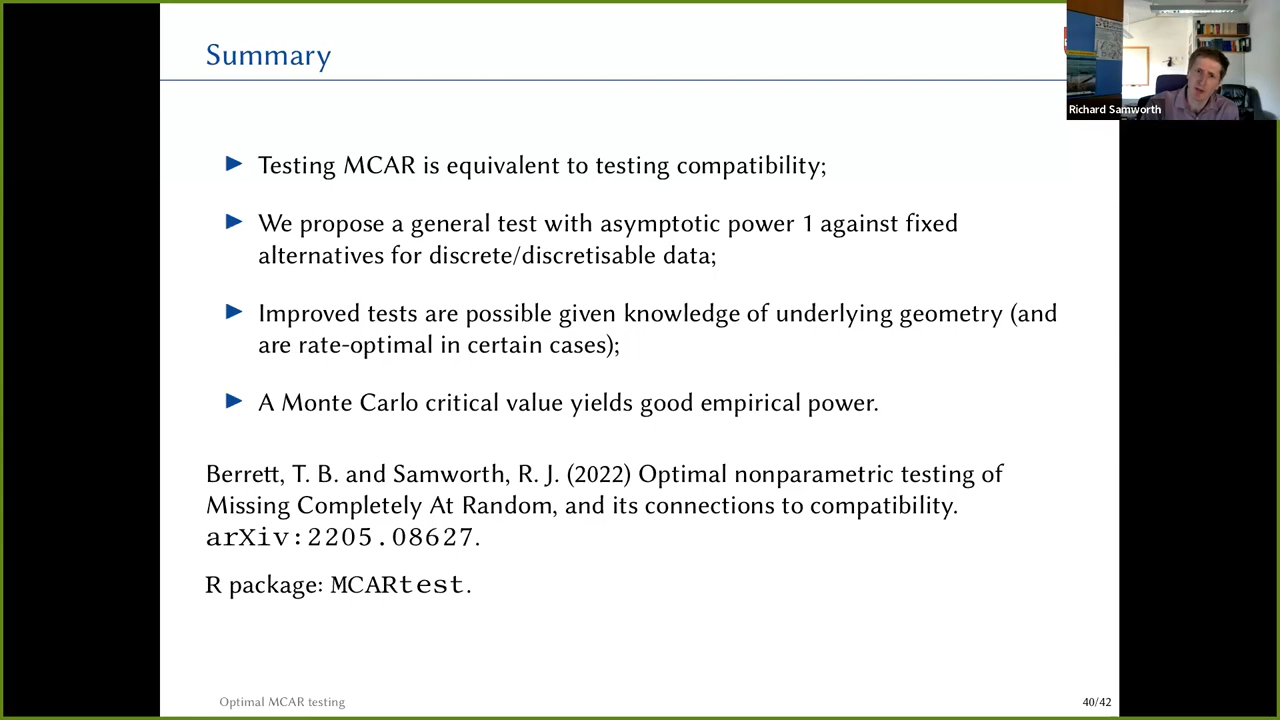 Summary
Richard Samworth
▶ Testing MCAR is equivalent to testing compatibility;
▶ We propose a general test with asymptotic power 1 against fixed
alternatives for discrete/discretisable data;
▶ Improved tests are possible given knowledge of underlying geometry (and
are rate-optimal in certain cases);
▶ A Monte Carlo critical value yields good empirical power.
Berrett, T. B. and Samworth, R. J. (2022) Optimal nonparametric testing of
Missing Completely At Random, and its connections to compatibility.
arXiv:2205.08627.
R package: MCARtest.
Optimal MCAR testing
40/42